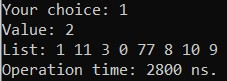 Your choice: 1
Value: 2
List: 1 11 3 0 77 8 10 9
Operation time: 2800 ns.